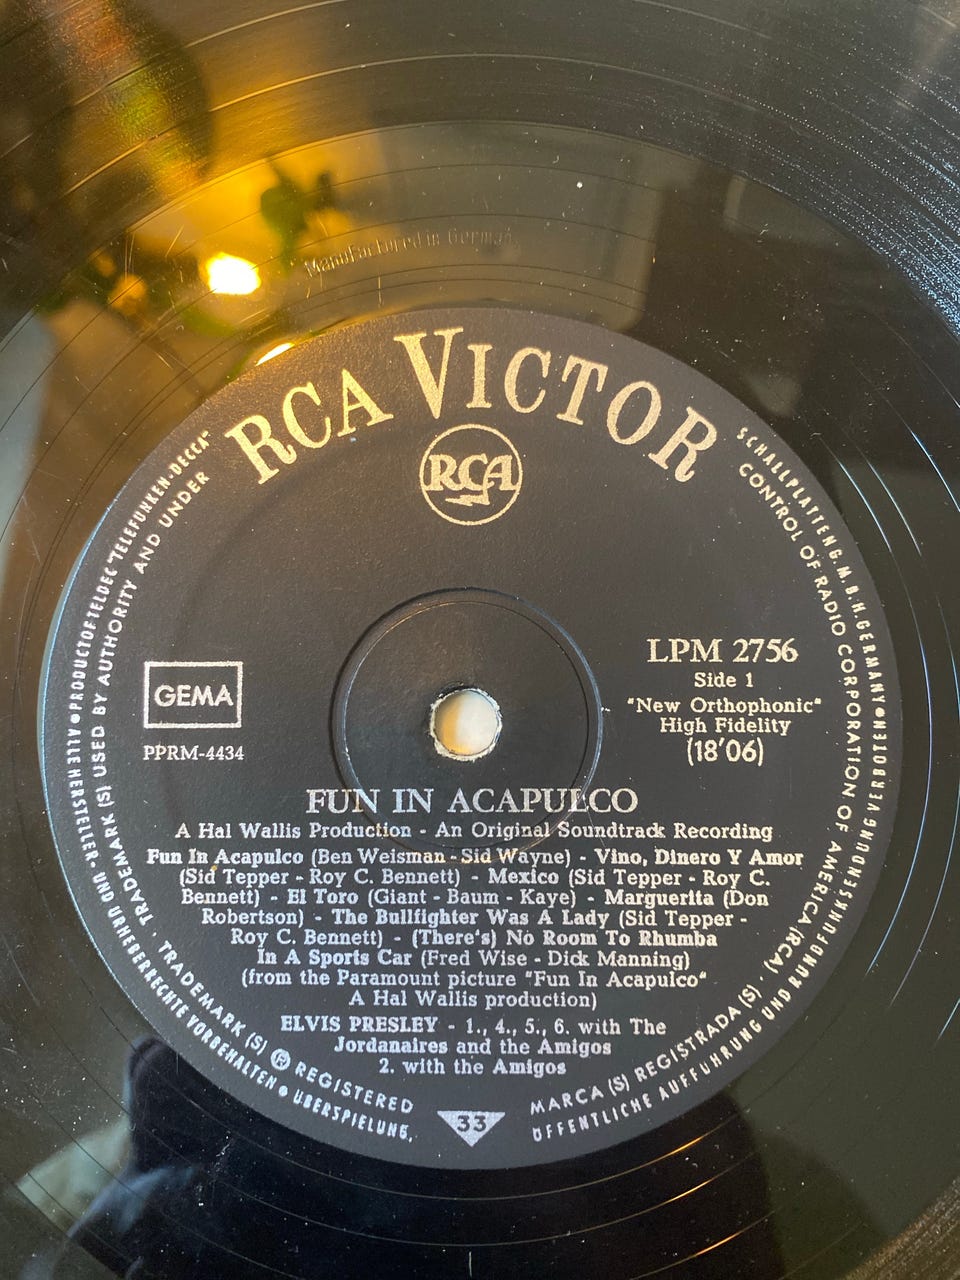 Manufactured in Germany
RCA VICTOR
RCA
PRODUCT OF TELDEC "TELEFUNKEN-DECCA" SCHALLPLATTEN G.M.B.H. GERMANY ●
ALLE HERSTELLER- UND URHEBERRECHTE VORBEHALTEN ● ÜBERSPIELUNG,
ÖFFENTLICHE AUFFÜHRUNG UND RUNDFUNKSENDUNG VERBOTEN ●
TRADEMARK (S) USED BY AUTHORITY AND UNDER
CONTROL OF RADIO CORPORATION OF AMERICA (RCA) .
. TRADEMARK (S) ® REGISTERED
MARCA (S) REGISTRADA (S) .
GEMA
PPRM-4434
LPM 2756
Side 1
"New Orthophonic"
High Fidelity
(18'06)
FUN IN ACAPULCO
A Hal Wallis Production - An Original Soundtrack Recording
Fun In Acapulco (Ben Weisman - Sid Wayne) - Vino, Dinero Y Amor
(Sid Tepper - Roy C. Bennett) - Mexico (Sid Tepper - Roy C.
Bennett) - El Toro (Giant - Baum - Kaye) - Marguerita (Don
Robertson) - The Bullfighter Was A Lady (Sid Tepper -
Roy C. Bennett) - (There's) No Room To Rhumba
In A Sports Car (Fred Wise - Dick Manning)
(from the Paramount picture "Fun In Acapulco"
A Hal Wallis production)
ELVIS PRESLEY - 1., 4., 5., 6. with The
Jordanaires and the Amigos
2. with the Amigos
33